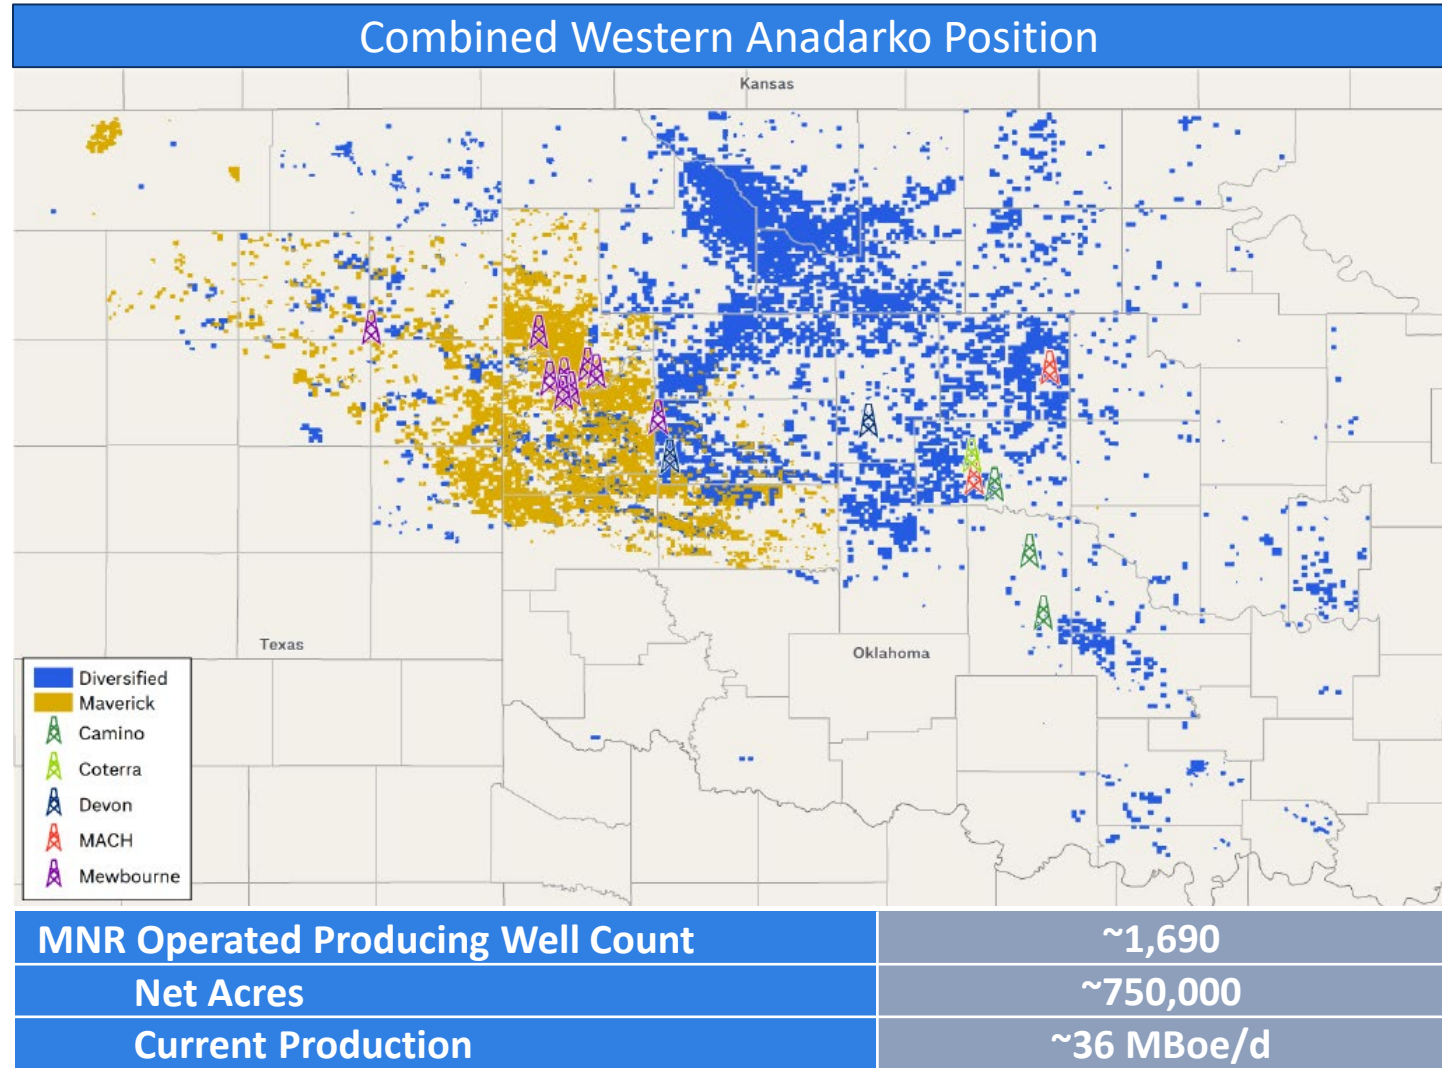 Combined Western Anadarko Position
Kansas
Texas
Oklahoma
Diversified
Maverick
Camino
Coterra
Devon
MACH
Mewbourne
MNR Operated Producing Well Count ~1,690
Net Acres ~750,000
Current Production ~36 MBoe/d